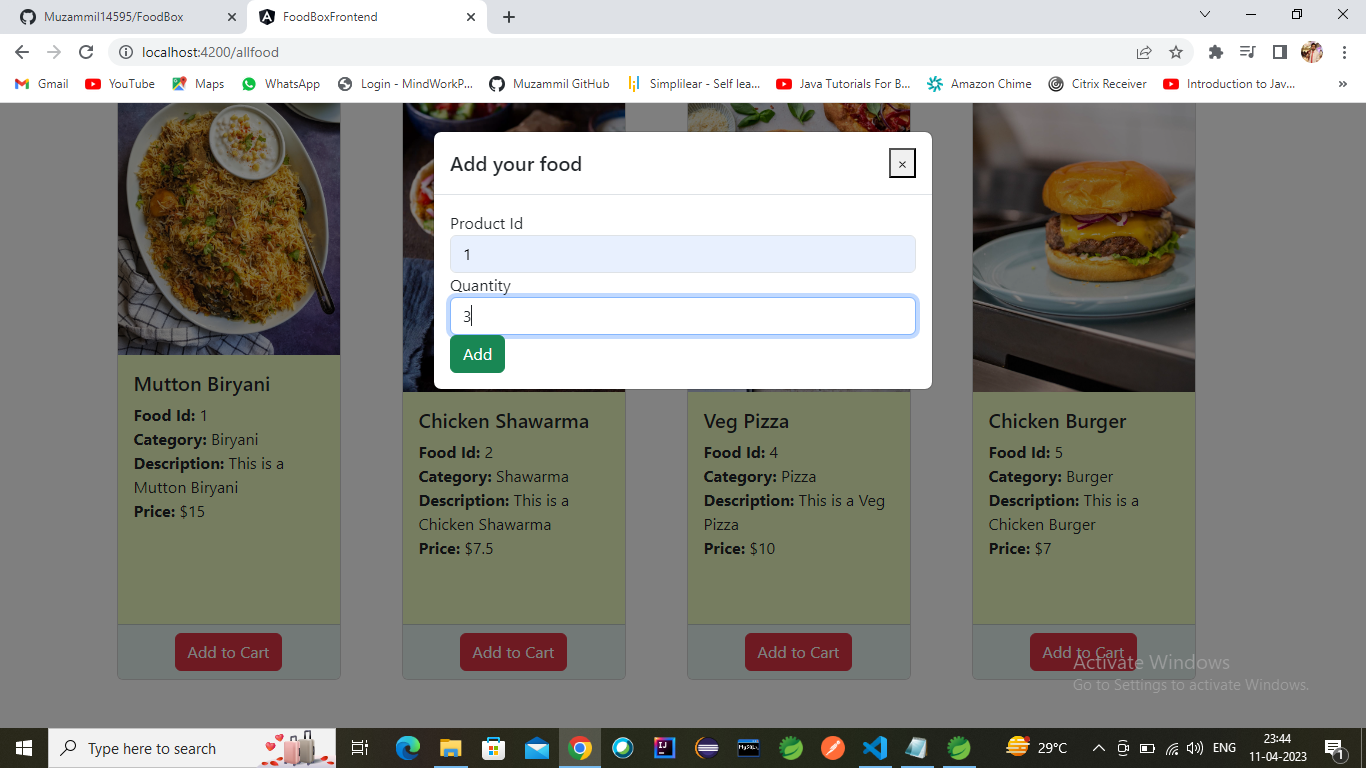 Muzammil14595/FoodBox
FoodBoxFrontend
localhost:4200/allfood
Gmail
YouTube
Maps
WhatsApp
Login - MindWorkP...
Muzammil GitHub
Simplilear - Self lea...
Java Tutorials For B...
Amazon Chime
Citrix Receiver
Introduction to Jav...
»
Add your food
×
Product Id
1
Quantity
3
Add
Mutton Biryani
Food Id: 1
Category: Biryani
Description: This is a
Mutton Biryani
Price: $15
Add to Cart
Chicken Shawarma
Food Id: 2
Category: Shawarma
Description: This is a
Chicken Shawarma
Price: $7.5
Add to Cart
Veg Pizza
Food Id: 4
Category: Pizza
Description: This is a Veg
Pizza
Price: $10
Add to Cart
Chicken Burger
Food Id: 5
Category: Burger
Description: This is a
Chicken Burger
Price: $7
Add to Cart
Activate Windows
Go to Settings to activate Windows.
Type here to search
29°C
ENG
23:44
11-04-2023
1